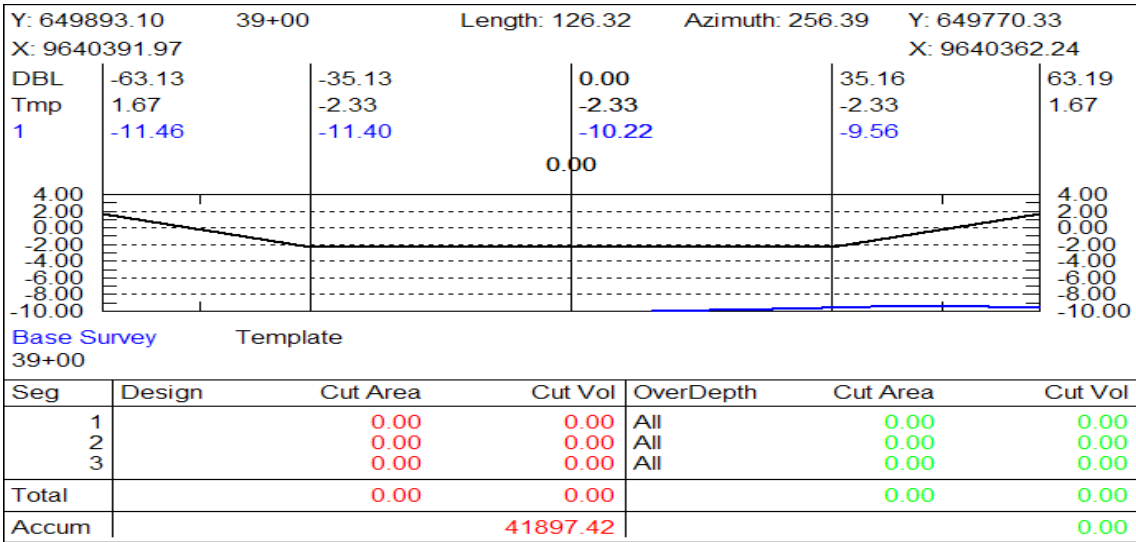 Y: 649893.10 39+00 Length: 126.32 Azimuth: 256.39 Y: 649770.33
X: 9640391.97 X: 9640362.24
DBL -63.13 -35.13 0.00 35.16 63.19
Tmp 1.67 -2.33 -2.33 -2.33 1.67
1 -11.46 -11.40 -10.22 -9.56
0.00
4.00 4.00
2.00 2.00
0.00 0.00
-2.00 -2.00
-4.00 -4.00
-6.00 -6.00
-8.00 -8.00
-10.00 -10.00
Base Survey Template
39+00
Seg Design Cut Area Cut Vol OverDepth Cut Area Cut Vol
1 0.00 0.00 All 0.00 0.00
2 0.00 0.00 All 0.00 0.00
3 0.00 0.00 All 0.00 0.00
Total 0.00 0.00 0.00 0.00
Accum 41897.42 0.00